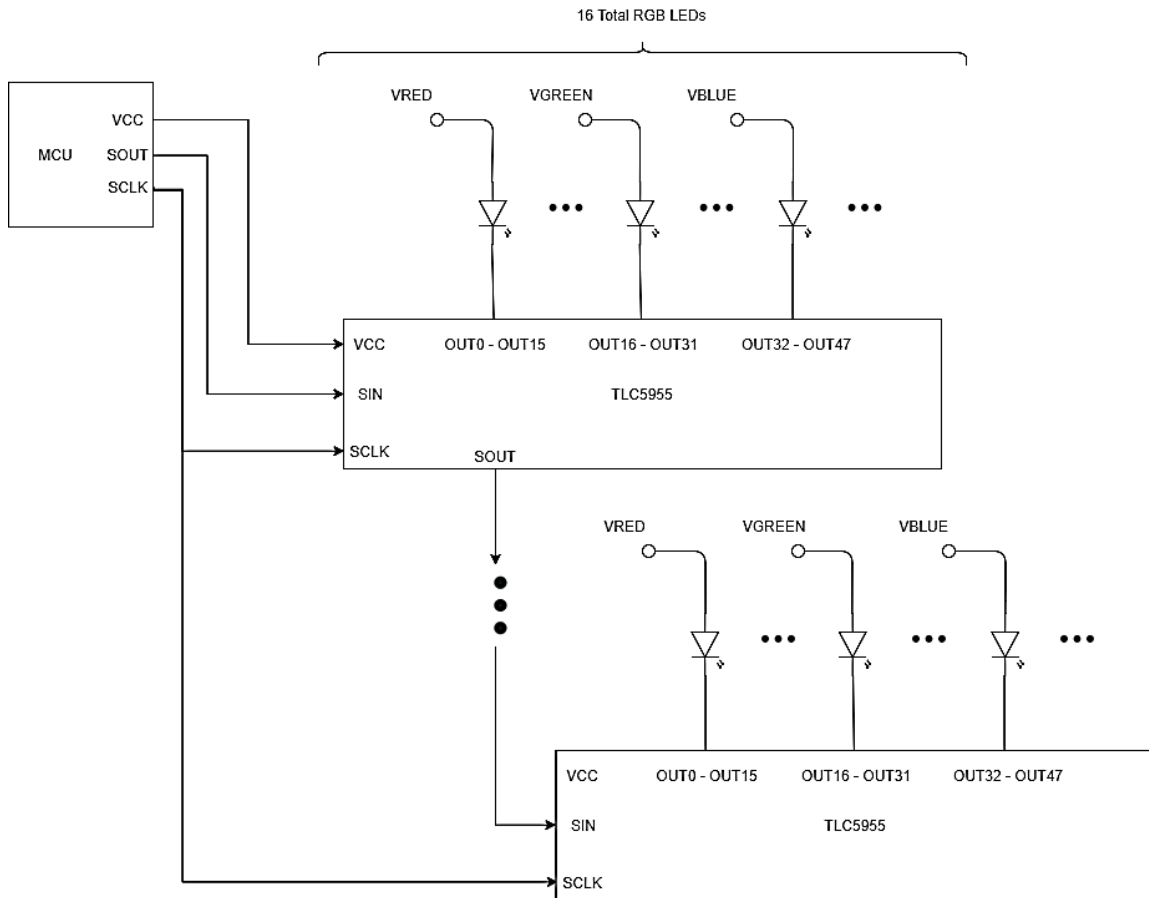 16 Total RGB LEDs
VRED VGREEN VBLUE
VCC
MCU SOUT
SCLK
VCC OUT0 - OUT15 OUT16 - OUT31 OUT32 - OUT47
SIN TLC5955
SCLK SOUT
VRED VGREEN VBLUE
VCC OUT0 - OUT15 OUT16 - OUT31 OUT32 - OUT47
SIN TLC5955
SCLK